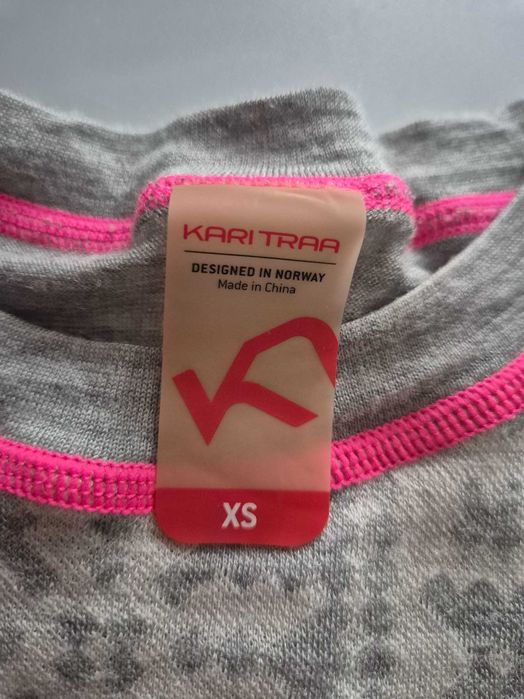 KARI TRAA
DESIGNED IN NORWAY
Made in China
XS